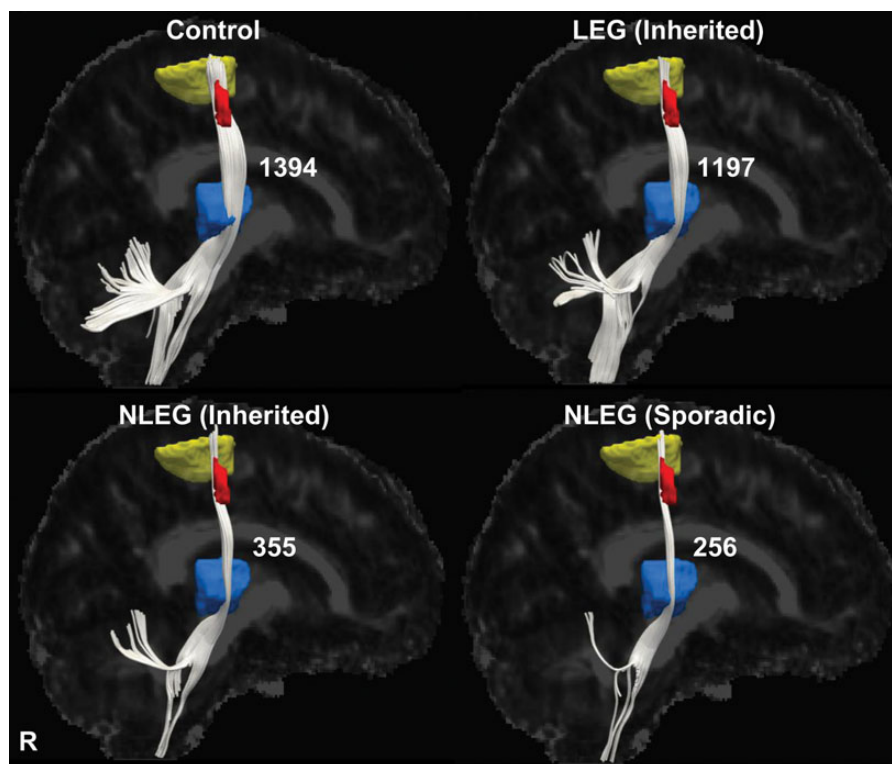 Control
LEG (Inherited)
1394
1197
NLEG (Inherited)
NLEG (Sporadic)
355
256
R